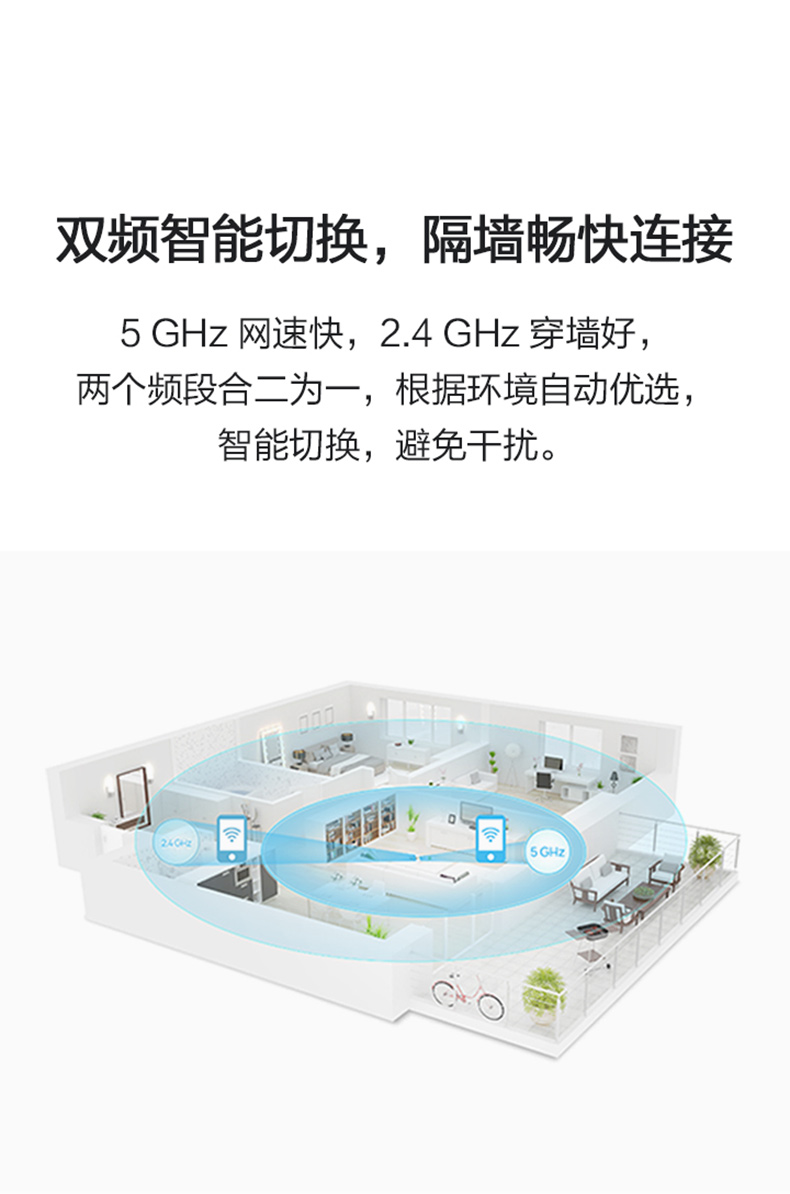 双频智能切换，隔墙畅快连接
5 GHz 网速快，2.4 GHz 穿墙好，
两个频段合二为一，根据环境自动优选，
智能切换，避免干扰。
2.4 GHz
5 GHz